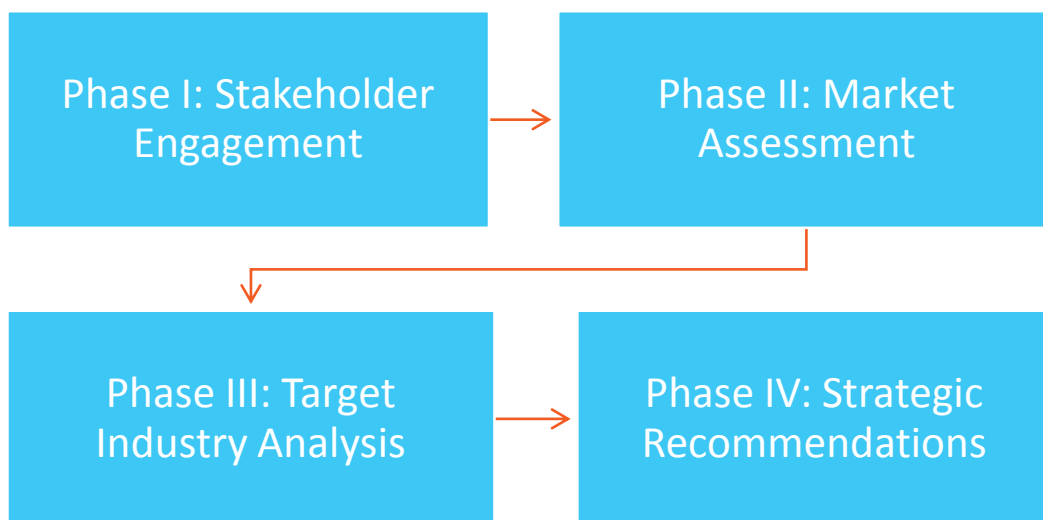 Phase I: Stakeholder
Engagement
Phase II: Market
Assessment
Phase III: Target
Industry Analysis
Phase IV: Strategic
Recommendations